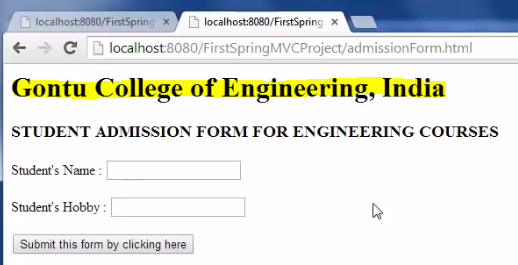 localhost:8080/FirstSpring
localhost:8080/FirstSpring
localhost:8080/FirstSpringMVCProject/admissionForm.html
Gontu College of Engineering, India
STUDENT ADMISSION FORM FOR ENGINEERING COURSES
Student's Name :
Student's Hobby :
Submit this form by clicking here